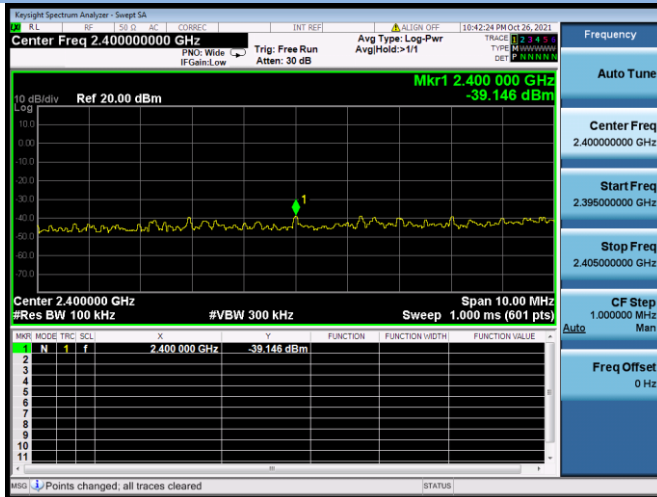 Keysight Spectrum Analyzer - Swept SA
RL RF 50 Ω AC CORREC INT REF ALIGN OFF 10:42:24 PM Oct 26, 2021
Center Freq 2.400000000 GHz
PNO: Wide
IFGain:Low
Trig: Free Run
Atten: 30 dB
Avg Type: Log-Pwr
Avg|Hold:>1/1
TRACE 1 2 3 4 5 6
TYPE M WWWWW
DET P N N N N N
Mkr1 2.400 000 GHz
-39.146 dBm
10 dB/div Ref 20.00 dBm
Log
10.0
0.00
-10.0
-20.0
-30.0
-40.0
-50.0
-60.0
-70.0
1
Center 2.400000 GHz Span 10.00 MHz
#Res BW 100 kHz #VBW 300 kHz Sweep 1.000 ms (601 pts)
MKR MODE TRC SCL X Y FUNCTION FUNCTION WIDTH FUNCTION VALUE
1 N 1 f 2.400 000 GHz -39.146 dBm
2
3
4
5
6
7
8
9
10
11
MSG Points changed; all traces cleared STATUS
Frequency
Auto Tune
Center Freq
2.400000000 GHz
Start Freq
2.395000000 GHz
Stop Freq
2.405000000 GHz
CF Step
1.000000 MHz
Auto Man
Freq Offset
0 Hz